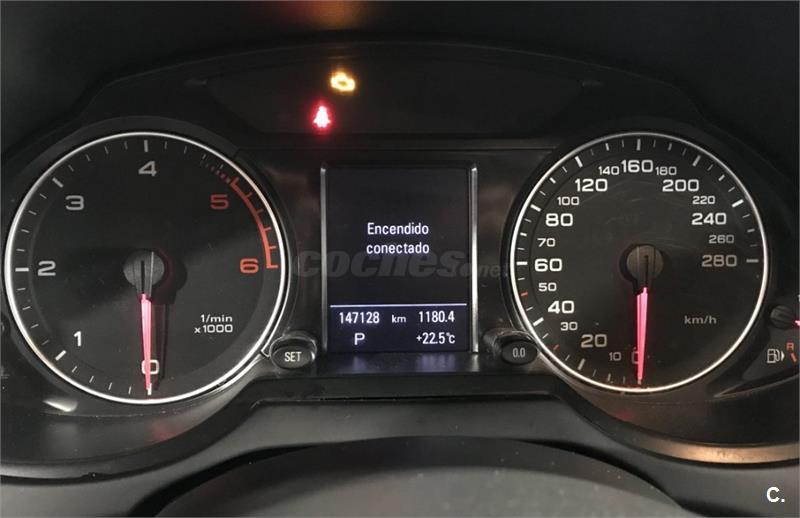 1
2
3
4
5
6
0
1/min
x1000
SET
Encendido
conectado
147128 km 1180.4
P +22.5°C
0.0
0
10
20
30
40
50
60
70
80
100
120
140
160
180
200
220
240
260
280
km/h
R
coches.net
C.